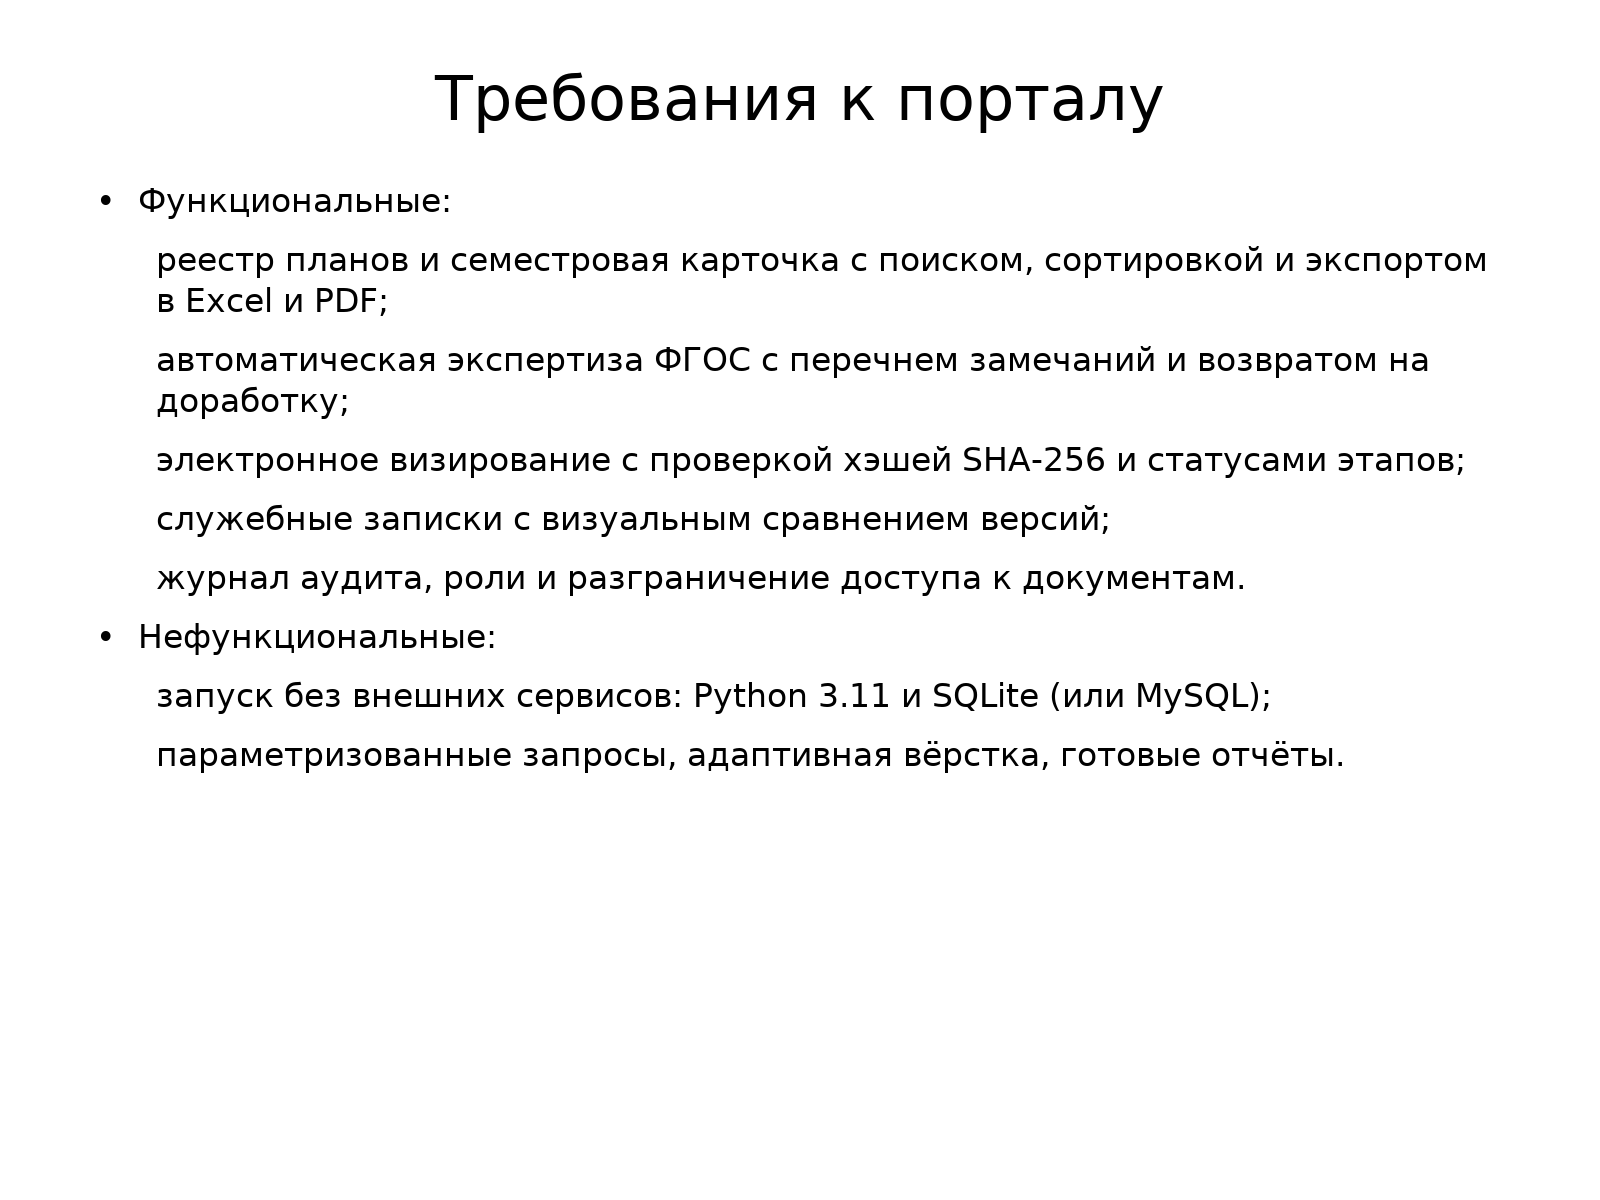 Требования к порталу
• Функциональные:
реестр планов и семестровая карточка с поиском, сортировкой и экспортом
в Excel и PDF;
автоматическая экспертиза ФГОС с перечнем замечаний и возвратом на
доработку;
электронное визирование с проверкой хэшей SHA-256 и статусами этапов;
служебные записки с визуальным сравнением версий;
журнал аудита, роли и разграничение доступа к документам.
• Нефункциональные:
запуск без внешних сервисов: Python 3.11 и SQLite (или MySQL);
параметризованные запросы, адаптивная вёрстка, готовые отчёты.